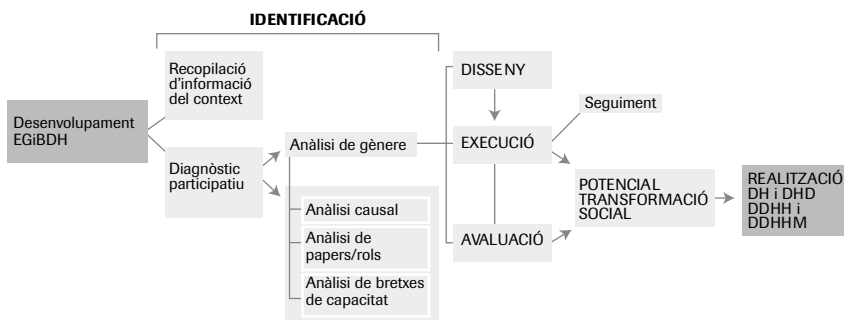 IDENTIFICACIÓ
Desenvolupament
EGiBDH
Recopilació
d'informació
del context
Diagnòstic
participatiu
Anàlisi de gènere
Anàlisi causal
Anàlisi de
papers/rols
Anàlisi de bretxes
de capacitat
DISSENY
EXECUCIÓ
AVALUACIÓ
Seguiment
POTENCIAL
TRANSFORMACIÓ
SOCIAL
REALITZACIÓ
DH i DHD
DDHH i
DDHHM